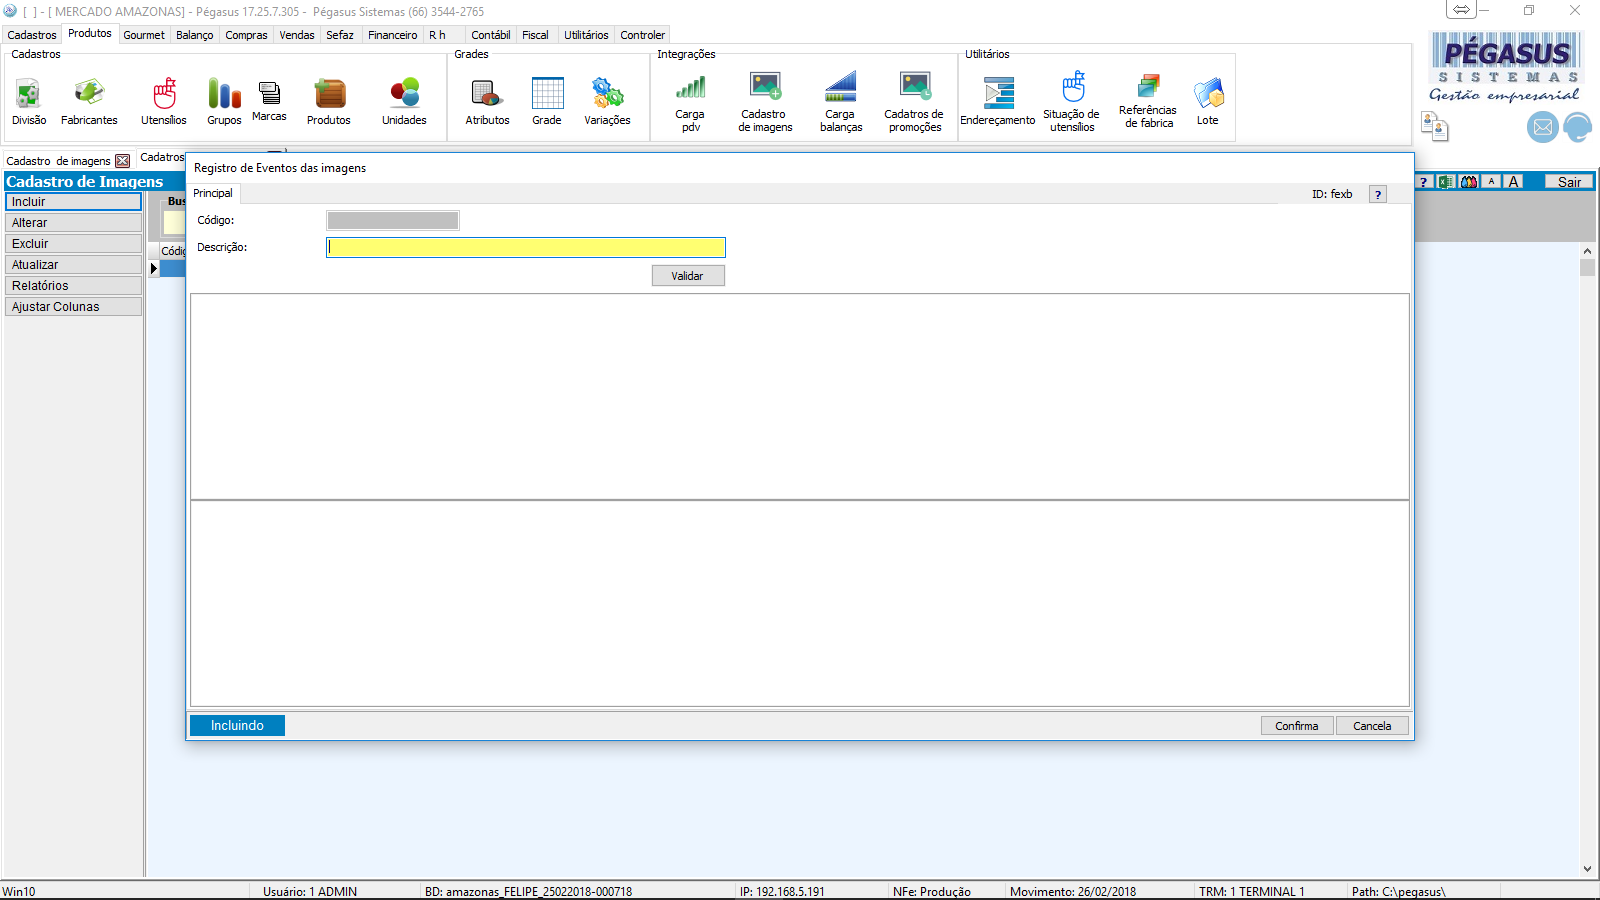 [ ] - [ MERCADO AMAZONAS] - Pégasus 17.25.7.305 - Pégasus Sistemas (66) 3544-2765
Cadastros Produtos Gourmet Balanço Compras Vendas Sefaz Financeiro R h Contábil Fiscal Utilitários Controler
Cadastros Grades Integrações Utilitários
Divisão Fabricantes Utensílios Grupos Marcas Produtos Unidades Atributos Grade Variações
Carga pdv
Cadastro de imagens
Carga balanças
Cadatros de promoções
Endereçamento
Situação de utensílios
Referências de fabrica
Lote
PÉGASUS
SISTEMAS
Gestão empresarial
Cadastro de imagens Cadatros
Cadastro de Imagens
? A A Sair
Incluir
Alterar
Excluir
Atualizar
Relatórios
Ajustar Colunas
Registro de Eventos das imagens
Principal
ID: fexb ?
Código:
Descrição:
Validar
Incluindo
Confirma Cancela
Win10 Usuário: 1 ADMIN BD: amazonas_FELIPE_25022018-000718 IP: 192.168.5.191 NFe: Produção Movimento: 26/02/2018 TRM: 1 TERMINAL 1 Path: C:\pegasus\